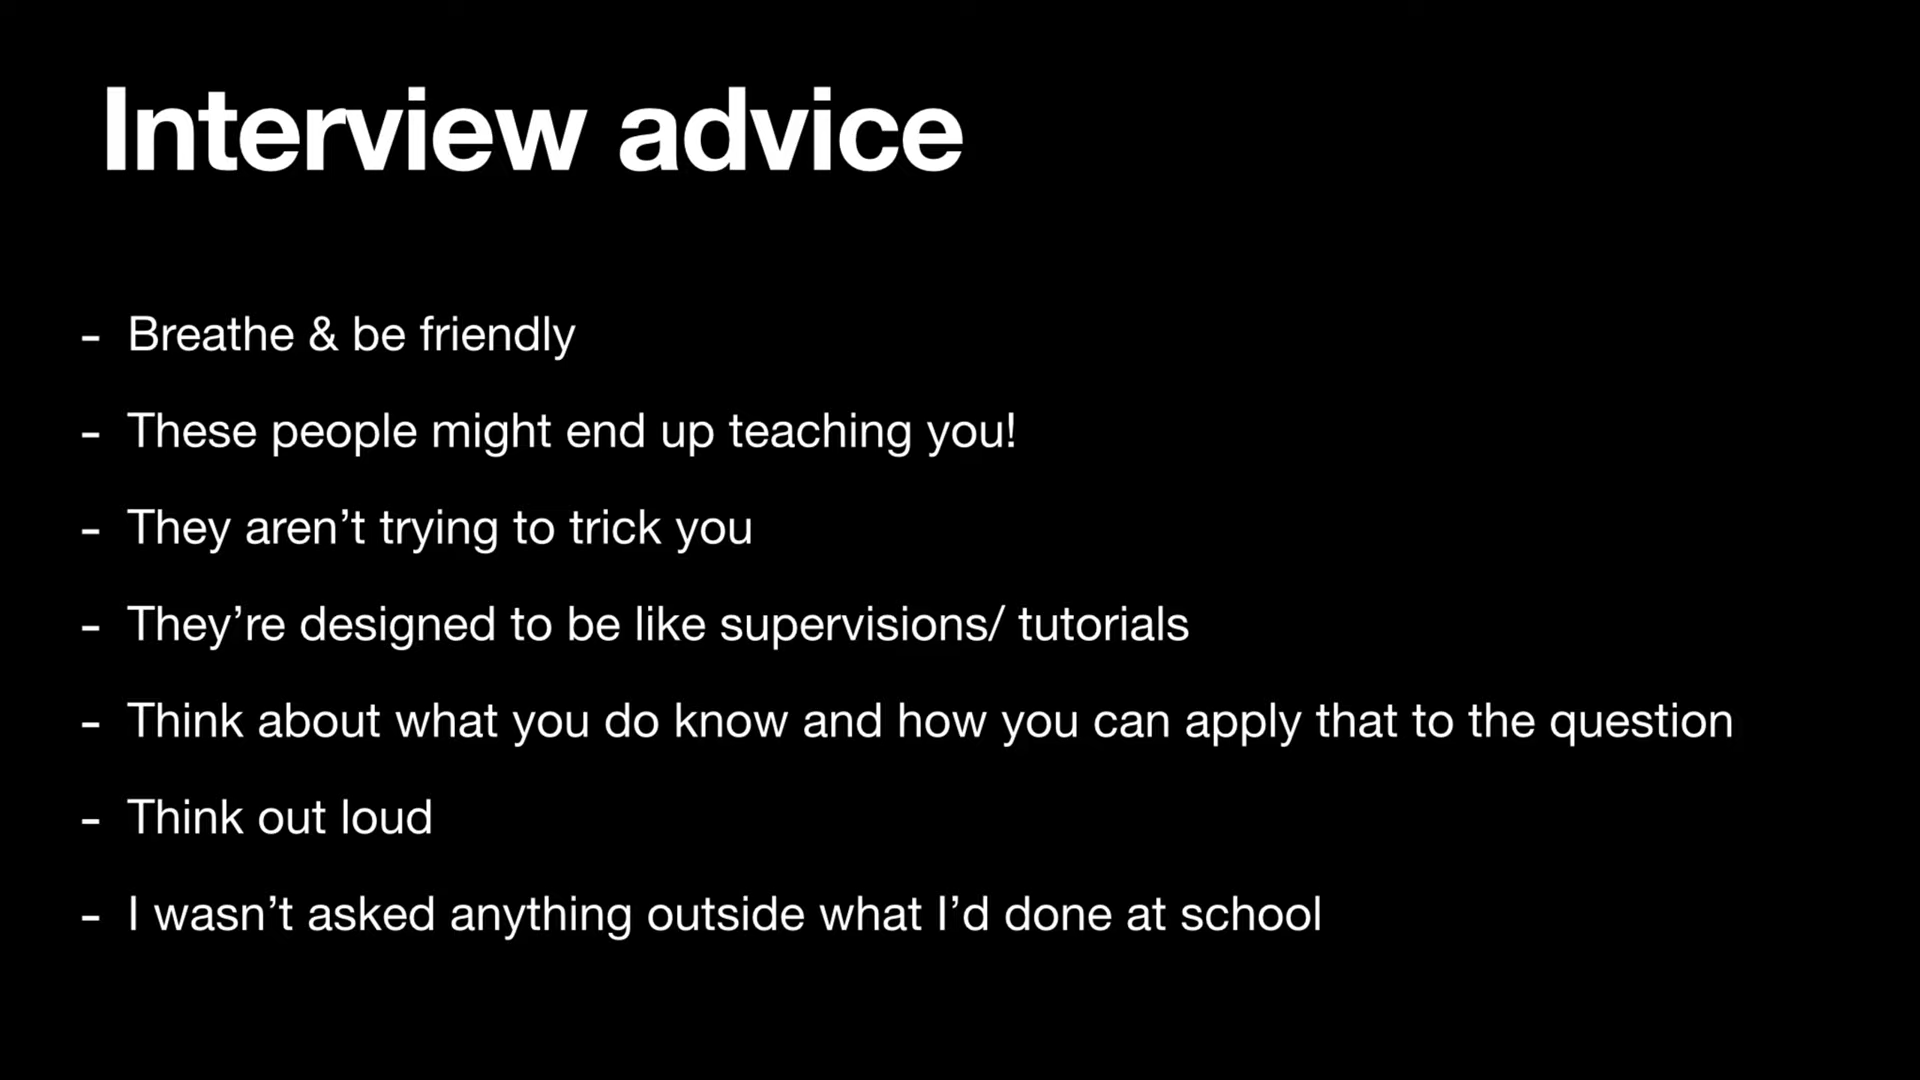 Interview advice
- Breathe & be friendly
- These people might end up teaching you!
- They aren’t trying to trick you
- They’re designed to be like supervisions/ tutorials
- Think about what you do know and how you can apply that to the question
- Think out loud
- I wasn’t asked anything outside what I’d done at school